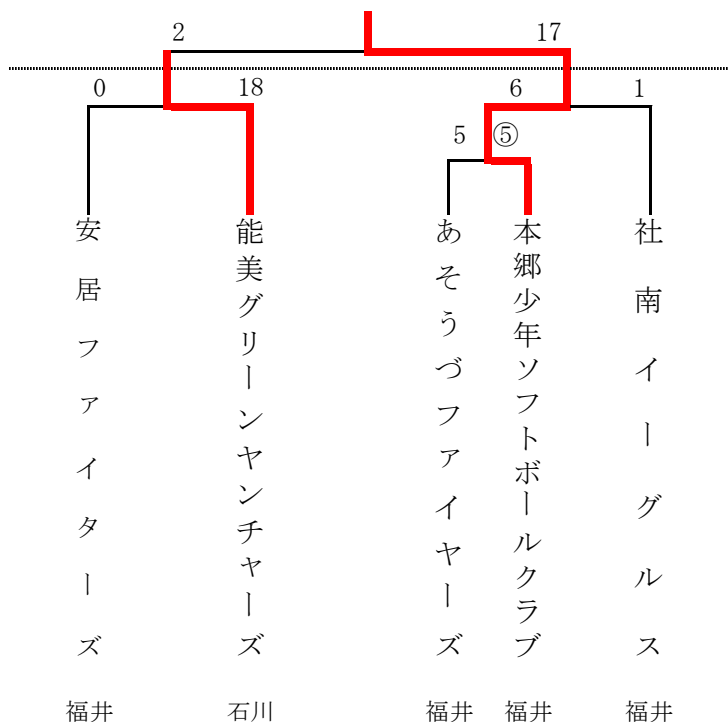 2 17
0 18 6 1
5 ⑤
安居ファイターズ
能美グリーンヤンチャーズ
あそうづファイヤーズ
本郷少年ソフトボールクラブ
社南イーグルス
福井 石川 福井 福井 福井